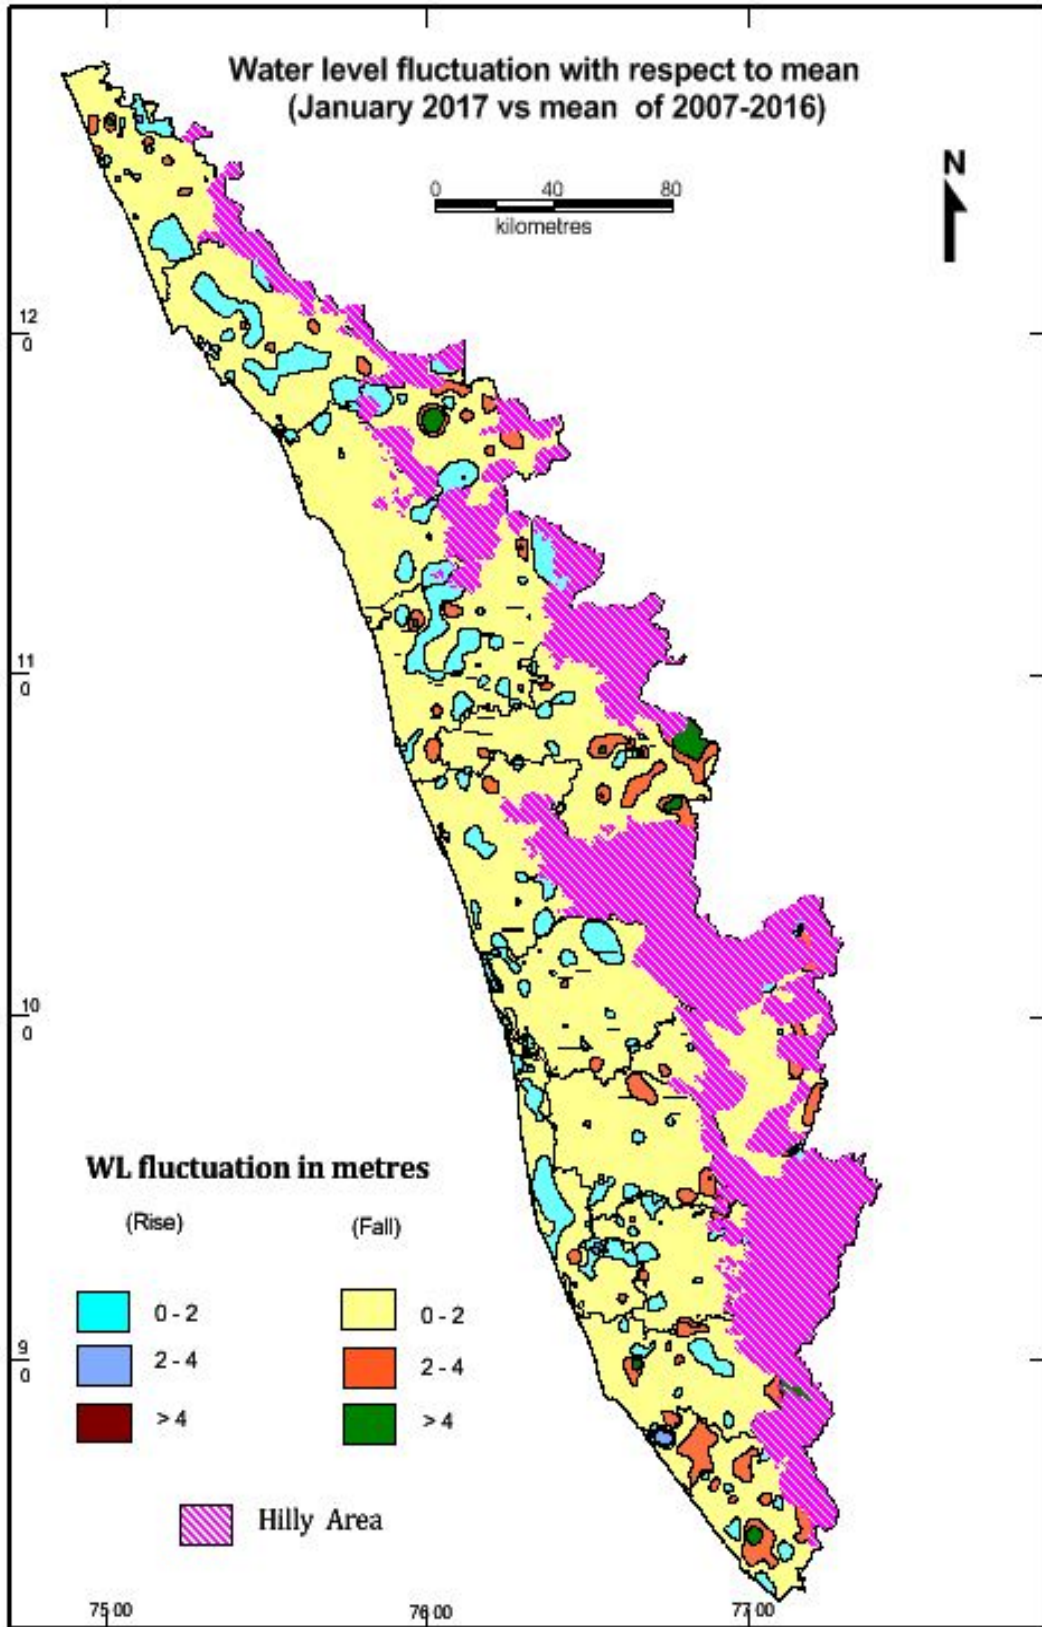 Water level fluctuation with respect to mean
(January 2017 vs mean of 2007-2016)
N
0 40 80
kilometres
12
0
11
0
10
0
9
0
WL fluctuation in metres
(Rise) (Fall)
0 - 2 0 - 2
2 - 4 2 - 4
> 4 > 4
Hilly Area
75 00 76 00 77 00